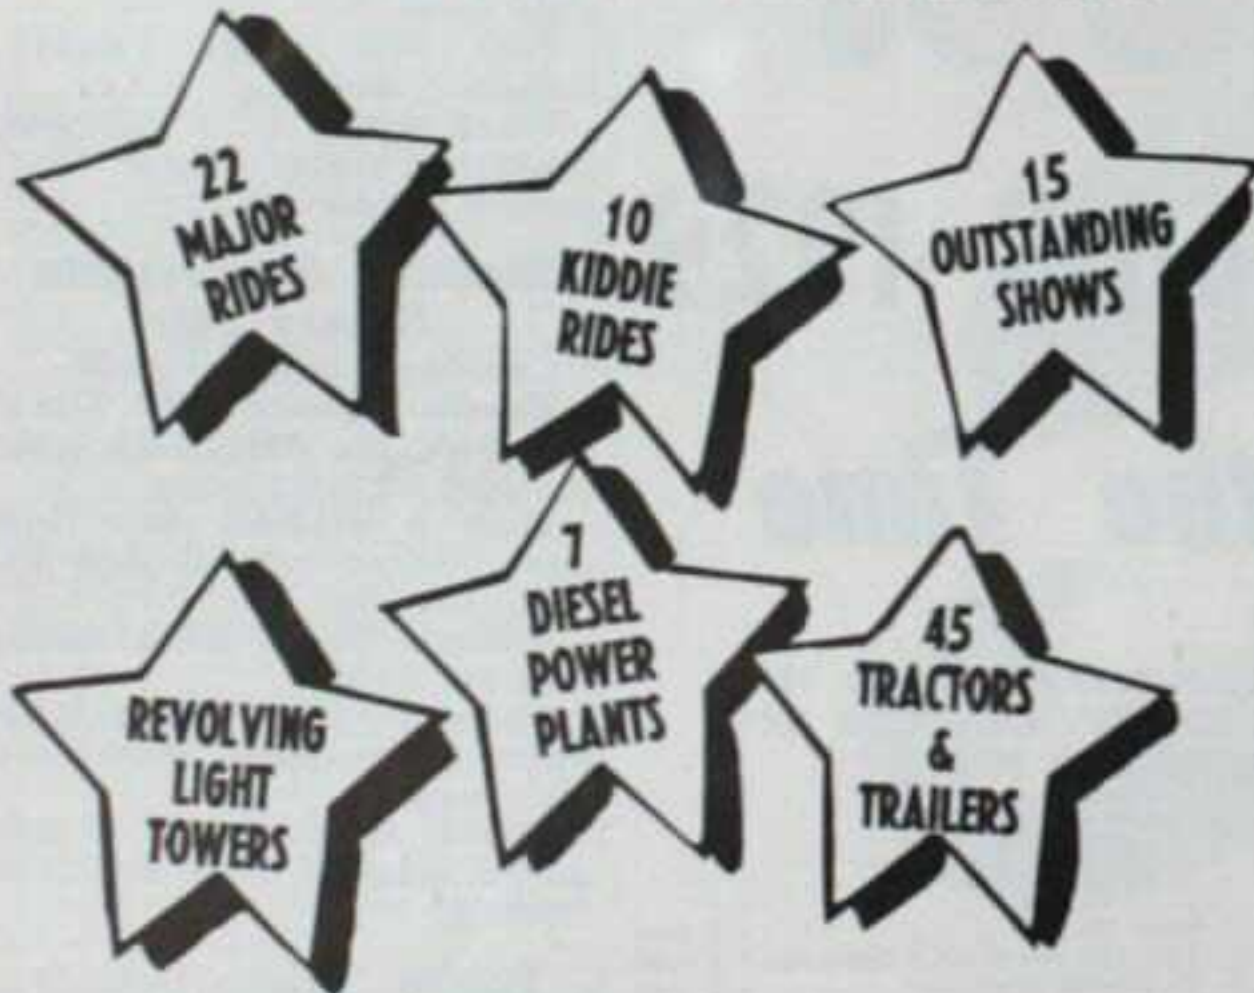 22
MAJOR
RIDES
10
KIDDIE
RIDES
15
OUTSTANDING
SHOWS
REVOLVING
LIGHT
TOWERS
7
DIESEL
POWER
PLANTS
45
TRACTORS
&
TRAILERS